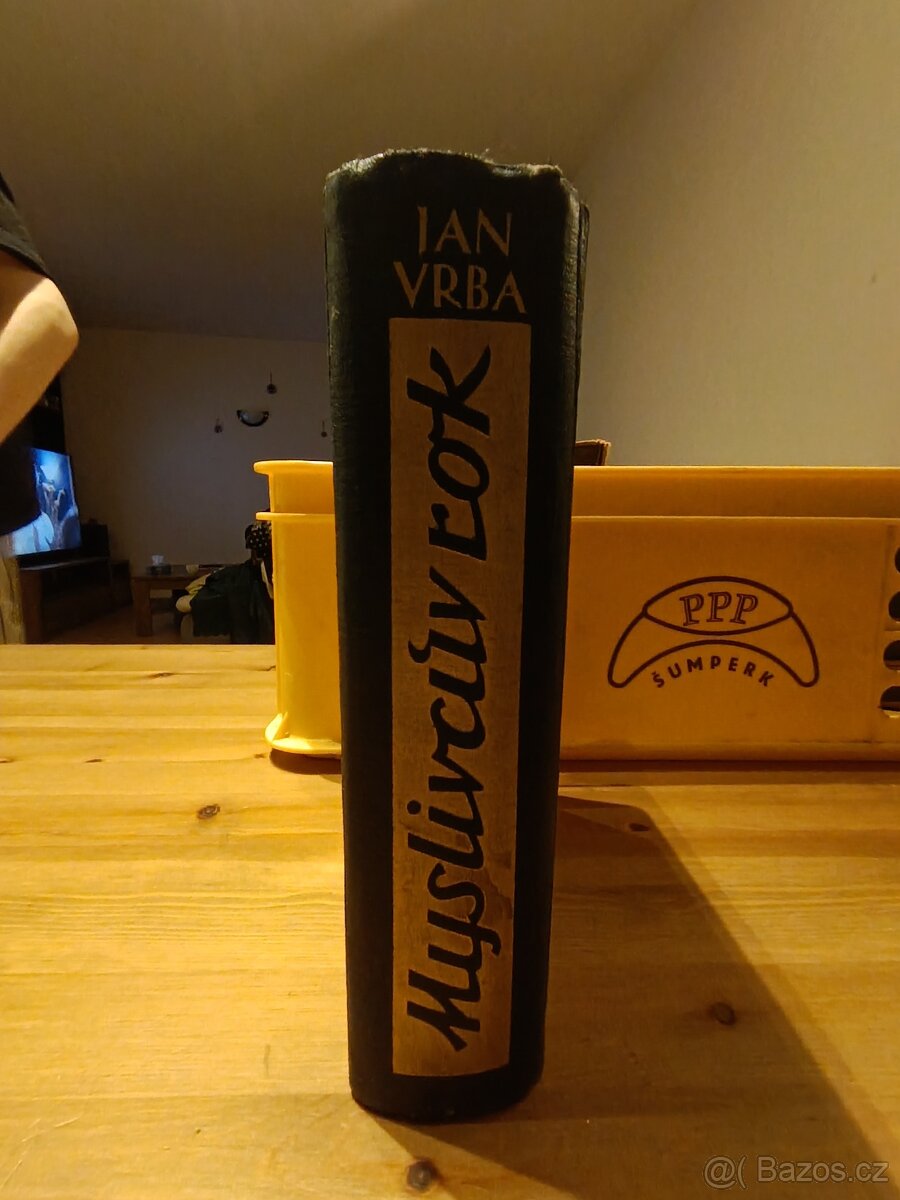 JAN
VRBA
Myslivcův rok
PPP
ŠUMPERK
@( Bazos.cz